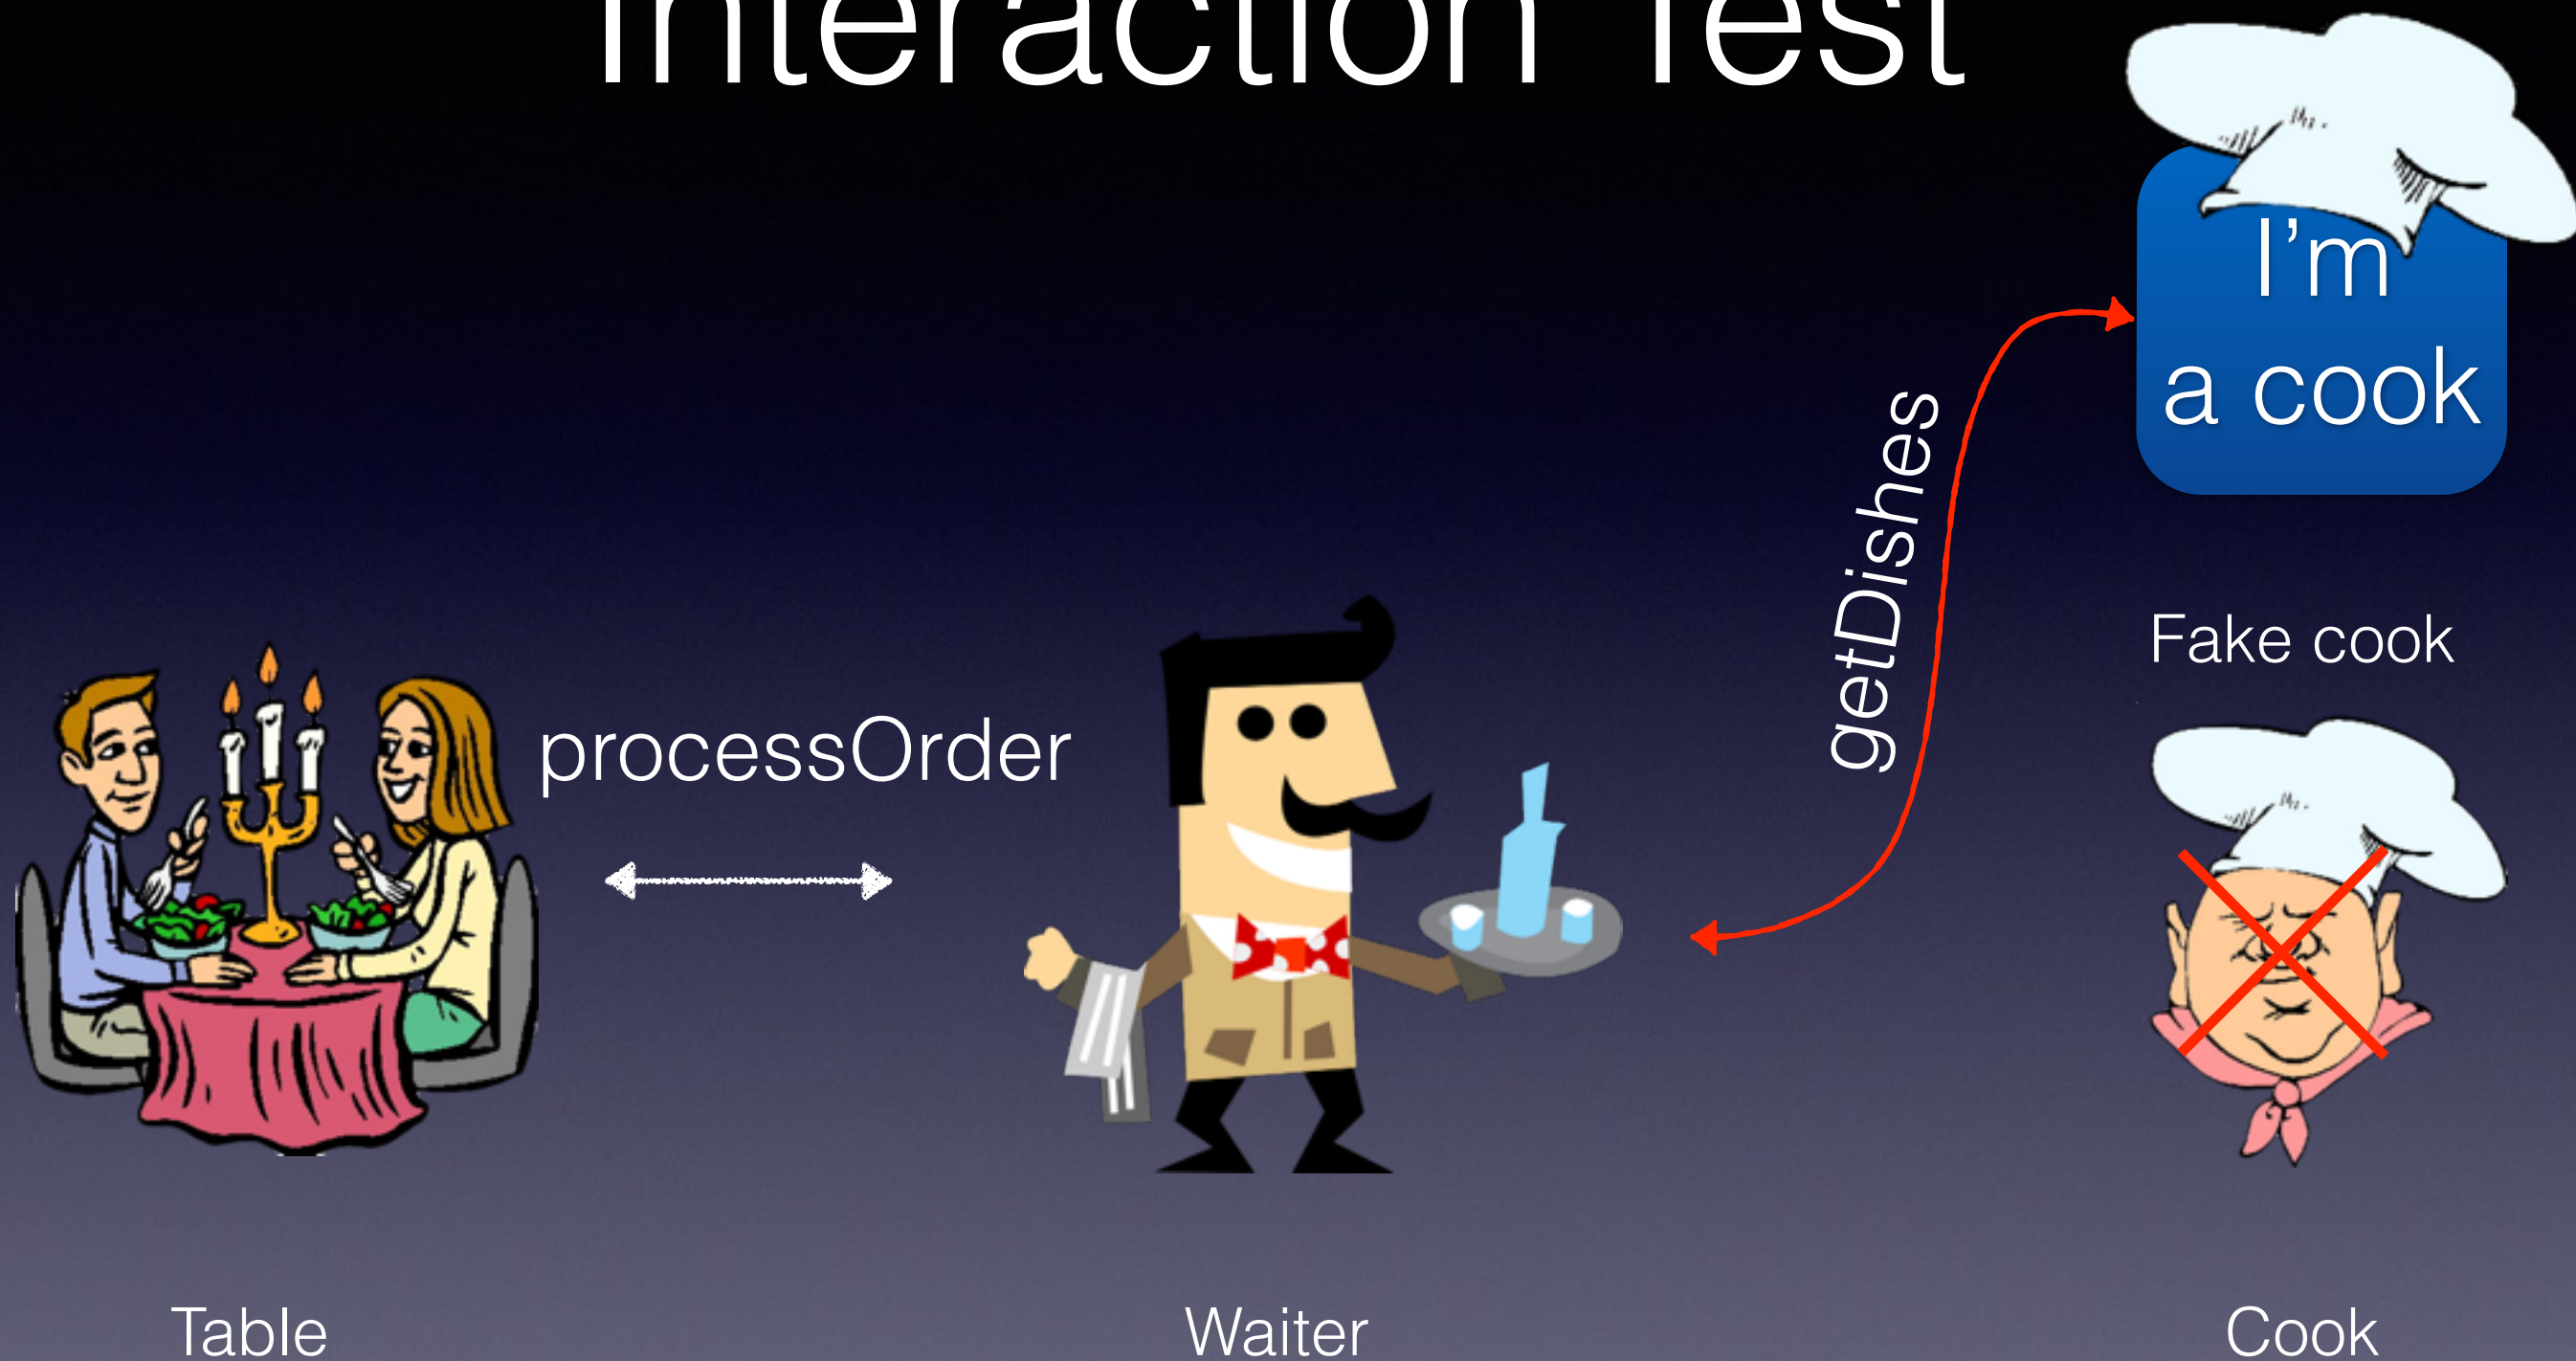 Interaction Test
I'm
a cook
getDishes
Fake cook
processOrder
Table
Waiter
Cook